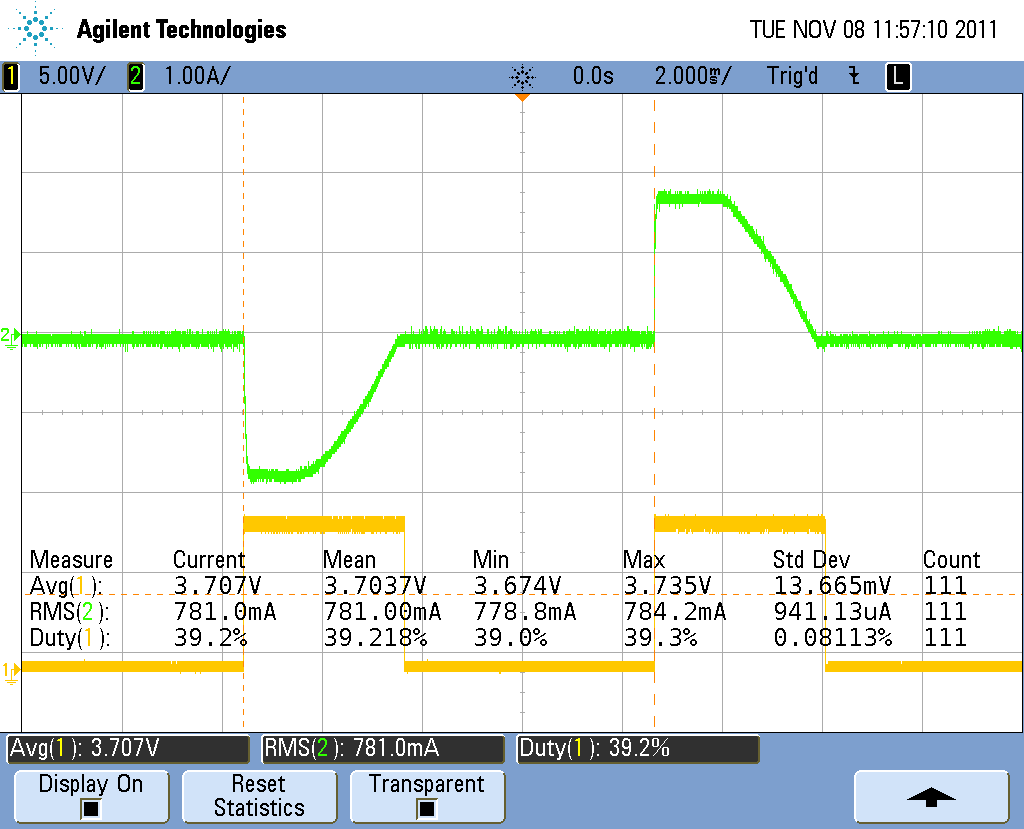 Agilent Technologies TUE NOV 08 11:57:10 2011
1 5.00V/ 2 1.00A/ 0.0s 2.000ms/ Trig'd L
2
1
Measure Current Mean Min Max Std Dev Count
Avg(1): 3.707V 3.7037V 3.674V 3.735V 13.665mV 111
RMS(2): 781.0mA 781.00mA 778.8mA 784.2mA 941.13uA 111
Duty(1): 39.2% 39.218% 39.0% 39.3% 0.08113% 111
Avg(1): 3.707V RMS(2): 781.0mA Duty(1): 39.2%
Display On Reset Statistics Transparent